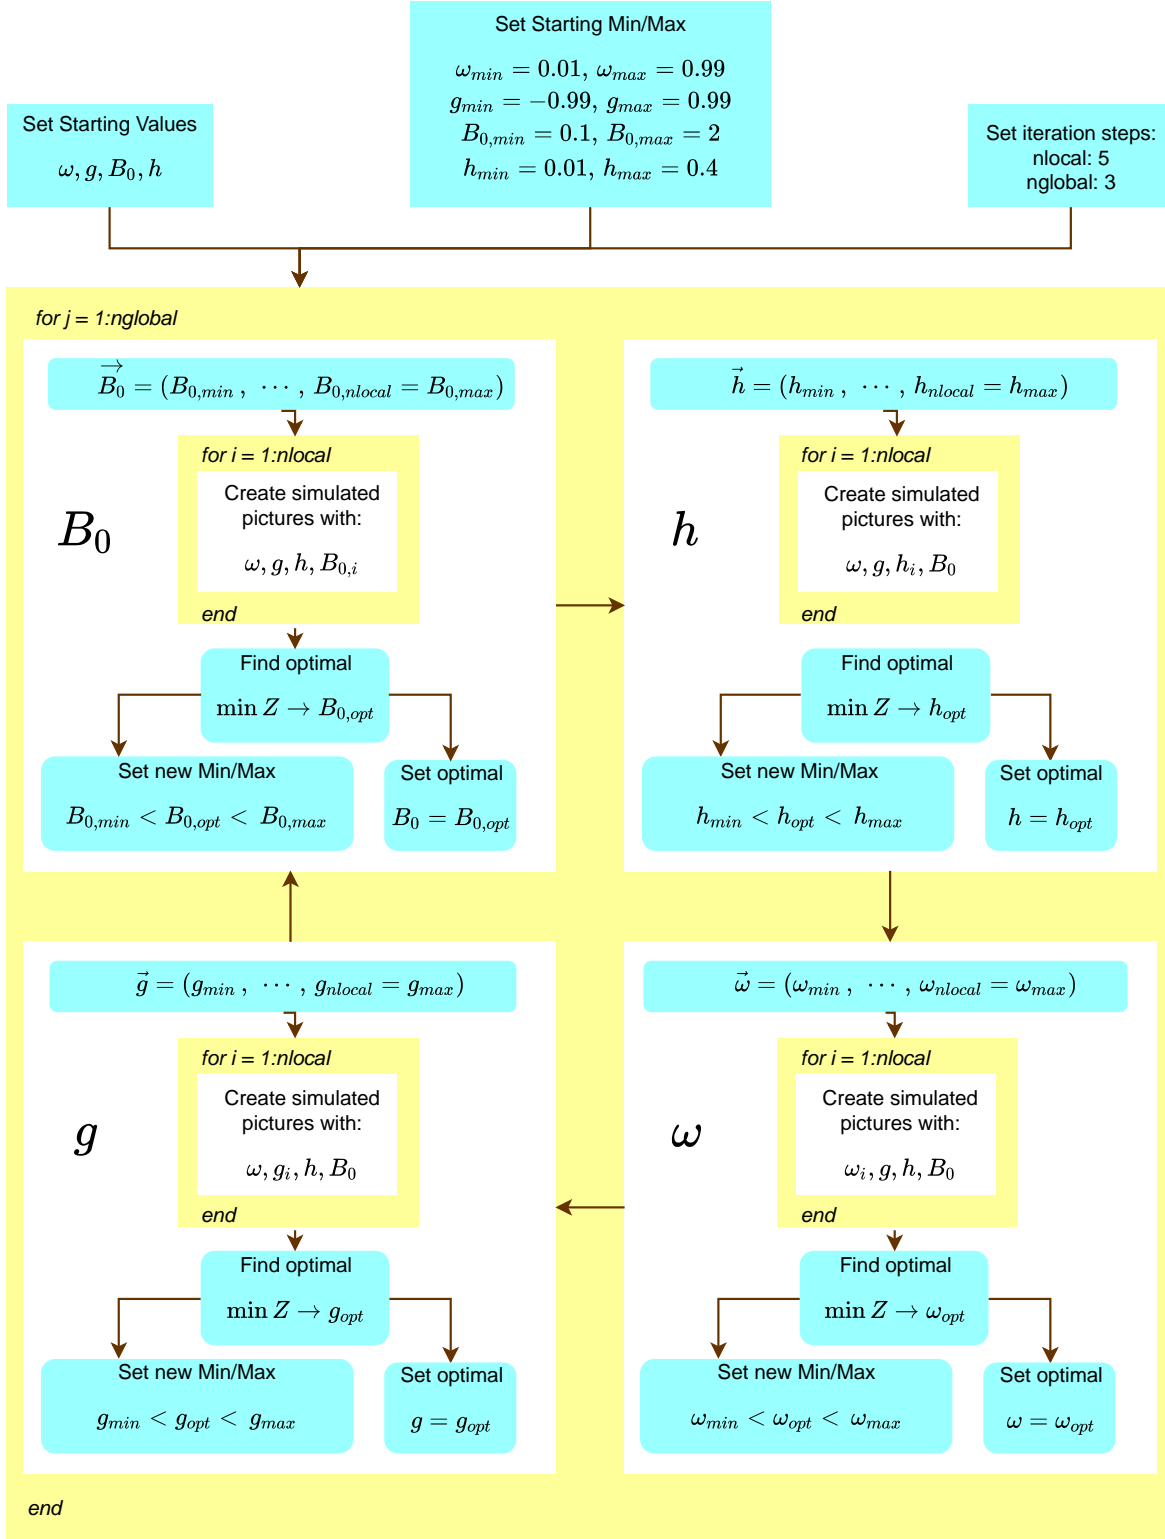 Set Starting Min/Max
ω_min = 0.01, ω_max = 0.99
g_min = −0.99, g_max = 0.99
B_0,min = 0.1, B_0,max = 2
h_min = 0.01, h_max = 0.4
Set Starting Values
ω, g, B_0, h
Set iteration steps:
nlocal: 5
nglobal: 3
for j = 1:nglobal
B_0→ = (B_0,min , ⋯ , B_0,nlocal = B_0,max)
for i = 1:nlocal
Create simulated
pictures with:
ω, g, h, B_0,i
end
B_0
Find optimal
min Z → B_0,opt
Set new Min/Max
B_0,min < B_0,opt < B_0,max
Set optimal
B_0 = B_0,opt
h→ = (h_min , ⋯ , h_nlocal = h_max)
for i = 1:nlocal
Create simulated
pictures with:
ω, g, h_i, B_0
end
h
Find optimal
min Z → h_opt
Set new Min/Max
h_min < h_opt < h_max
Set optimal
h = h_opt
g→ = (g_min , ⋯ , g_nlocal = g_max)
for i = 1:nlocal
Create simulated
pictures with:
ω, g_i, h, B_0
end
g
Find optimal
min Z → g_opt
Set new Min/Max
g_min < g_opt < g_max
Set optimal
g = g_opt
ω→ = (ω_min , ⋯ , ω_nlocal = ω_max)
for i = 1:nlocal
Create simulated
pictures with:
ω_i, g, h, B_0
end
ω
Find optimal
min Z → ω_opt
Set new Min/Max
ω_min < ω_opt < ω_max
Set optimal
ω = ω_opt
end